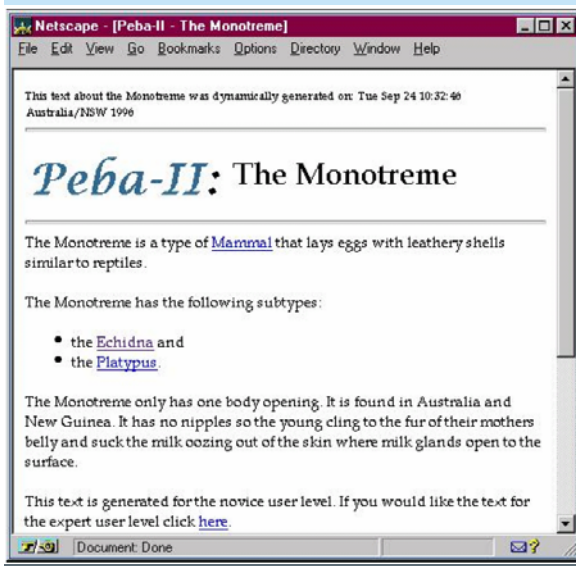 Netscape - [Peba-II - The Monotreme]
File Edit View Go Bookmarks Options Directory Window Help
This text about the Monotreme was dynamically generated on: Tue Sep 24 10:32:46
Australia/NSW 1996
Peba-II: The Monotreme
The Monotreme is a type of Mammal that lays eggs with leathery shells
similar to reptiles.
The Monotreme has the following subtypes:
• the Echidna and
• the Platypus.
The Monotreme only has one body opening. It is found in Australia and
New Guinea. It has no nipples so the young cling to the fur of their mothers
belly and suck the milk oozing out of the skin where milk glands open to the
surface.
This text is generated for the novice user level. If you would like the text for
the expert user level click here.
Document: Done